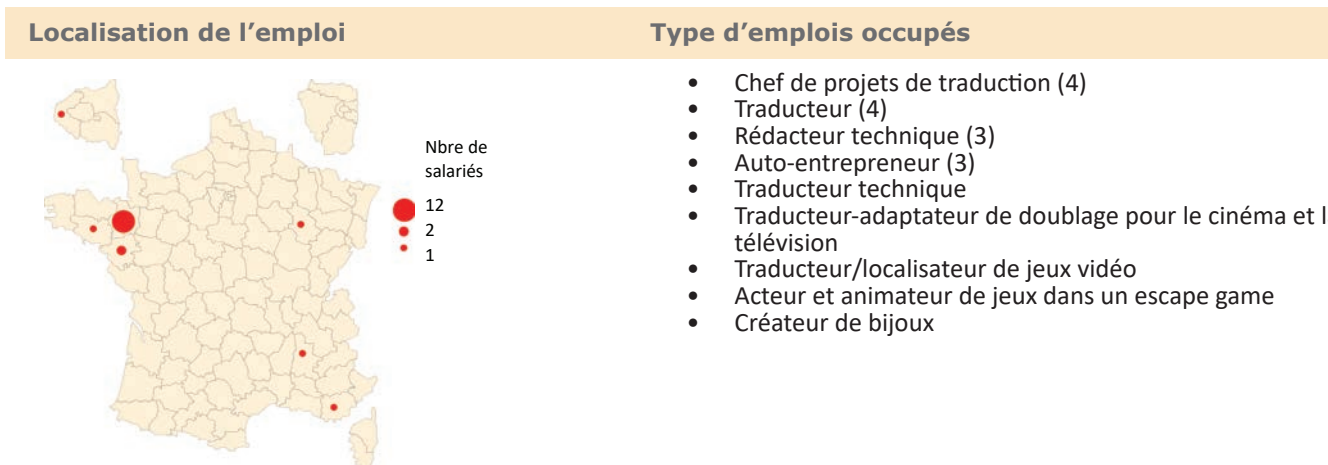 Localisation de l’emploi
Type d’emplois occupés
Nbre de
salariés
12
2
1
• Chef de projets de traduction (4)
• Traducteur (4)
• Rédacteur technique (3)
• Auto-entrepreneur (3)
• Traducteur technique
• Traducteur-adaptateur de doublage pour le cinéma et l
télévision
• Traducteur/localisateur de jeux vidéo
• Acteur et animateur de jeux dans un escape game
• Créateur de bijoux